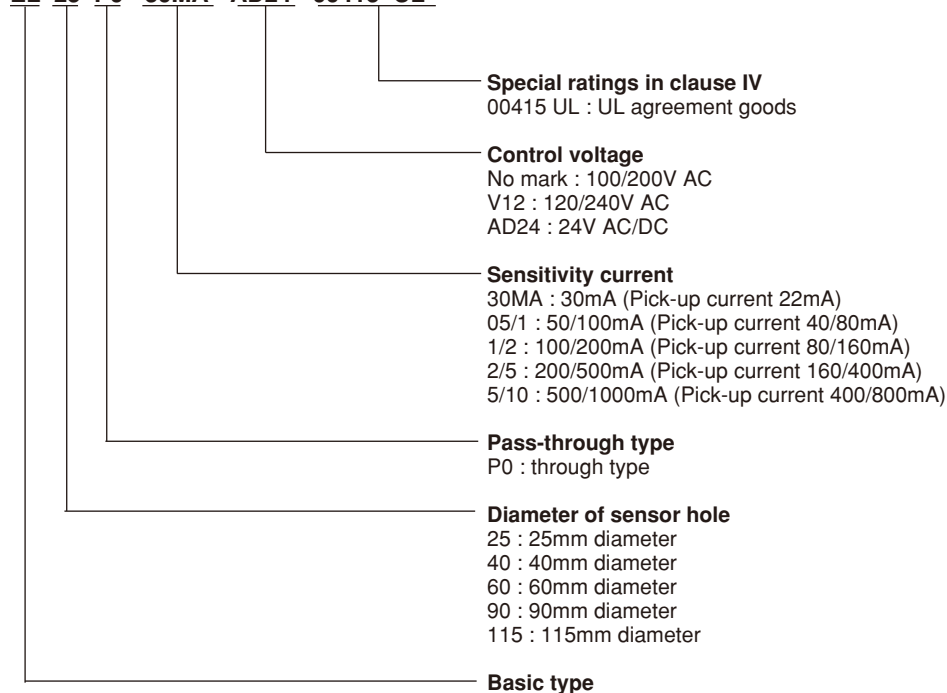 Special ratings in clause IV
00415 UL : UL agreement goods
Control voltage
No mark : 100/200V AC
V12 : 120/240V AC
AD24 : 24V AC/DC
Sensitivity current
30MA : 30mA (Pick-up current 22mA)
05/1 : 50/100mA (Pick-up current 40/80mA)
1/2 : 100/200mA (Pick-up current 80/160mA)
2/5 : 200/500mA (Pick-up current 160/400mA)
5/10 : 500/1000mA (Pick-up current 400/800mA)
Pass-through type
P0 : through type
Diameter of sensor hole
25 : 25mm diameter
40 : 40mm diameter
60 : 60mm diameter
90 : 90mm diameter
115 : 115mm diameter
Basic type